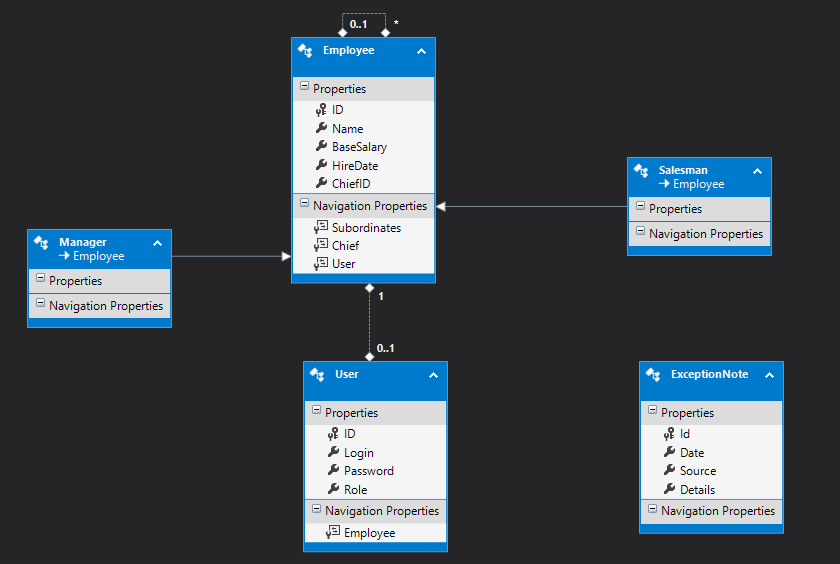 0..1
*
Employee
Properties
ID
Name
BaseSalary
HireDate
ChiefID
Navigation Properties
Subordinates
Chief
User
Salesman
Employee
Properties
Navigation Properties
Manager
Employee
Properties
Navigation Properties
1
0..1
User
Properties
ID
Login
Password
Role
Navigation Properties
Employee
ExceptionNote
Properties
Id
Date
Source
Details
Navigation Properties